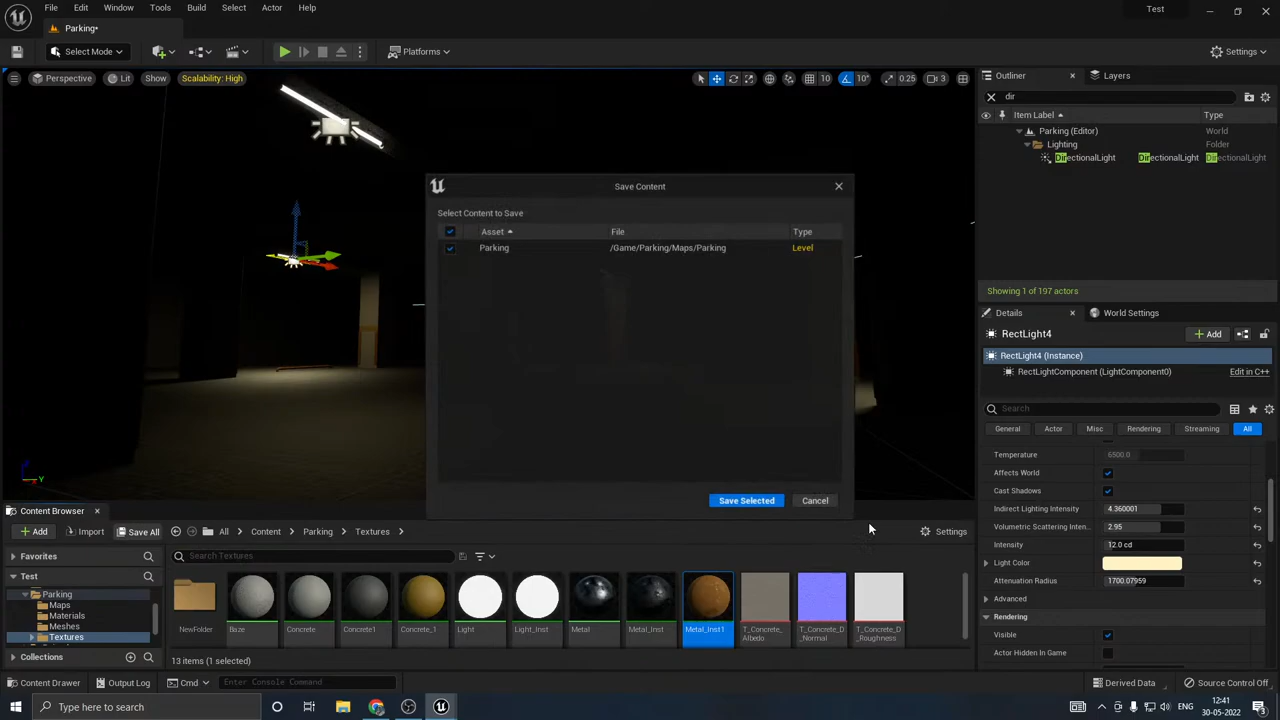 File Edit Window Tools Build Select Actor Help
Test
Parking*
Select Mode
Platforms
Settings
Perspective Lit Show Scalability: High
10 10° 0.25 3
Outliner Layers
dir
Item Label Type
Parking (Editor) World
Lighting Folder
DirectionalLight DirectionalLight DirectionalLight
Showing 1 of 197 actors
Save Content
Select Content to Save
Asset File Type
Parking /Game/Parking/Maps/Parking Level
Save Selected Cancel
Details World Settings
RectLight4 Add
RectLight4 (Instance)
RectLightComponent (LightComponent0) Edit in C++
Search
General Actor Misc Rendering Streaming All
Temperature 6500.0
Affects World
Cast Shadows
Indirect Lighting Intensity 4.360001
Volumetric Scattering Inten... 2.95
Intensity 12.0 cd
Light Color
Attenuation Radius 1700.07959
Advanced
Rendering
Visible
Actor Hidden In Game
Content Browser
Add Import Save All All Content Parking Textures Settings
Favorites
Search Textures
Test
Parking
Maps
Materials
Meshes
Textures
Collections
NewFolder Baze Concrete Concrete1 Concrete_1 Light Light_Inst Metal Metal_Inst Metal_Inst1 T_Concrete_Albedo T_Concrete_D_Normal T_Concrete_D_Roughness
13 items (1 selected)
Content Drawer Output Log Cmd Enter Console Command Derived Data Source Control Off
Type here to search
12:41
30-05-2022